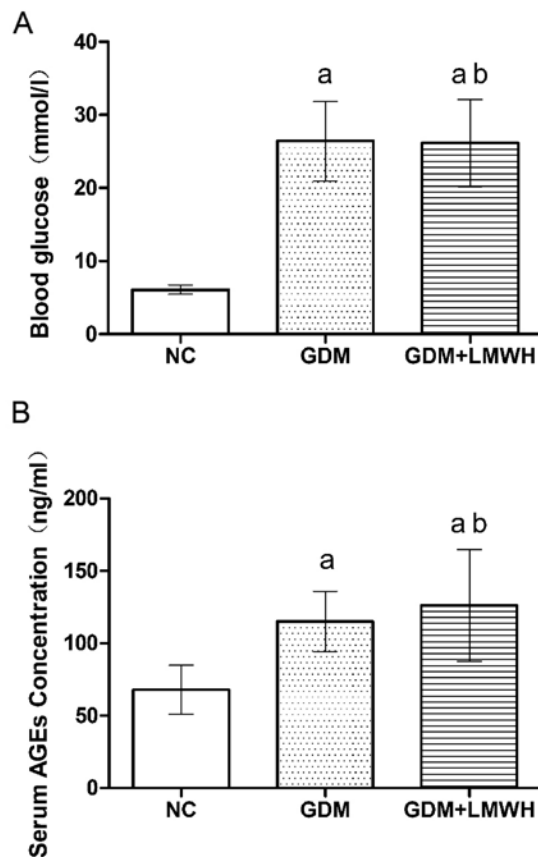 A
Blood glucose（mmol/l）
40
30
20
10
0
a
a b
NC GDM GDM+LMWH
B
Serum AGEs Concentration（ng/ml）
200
150
100
50
0
a
a b
NC GDM GDM+LMWH